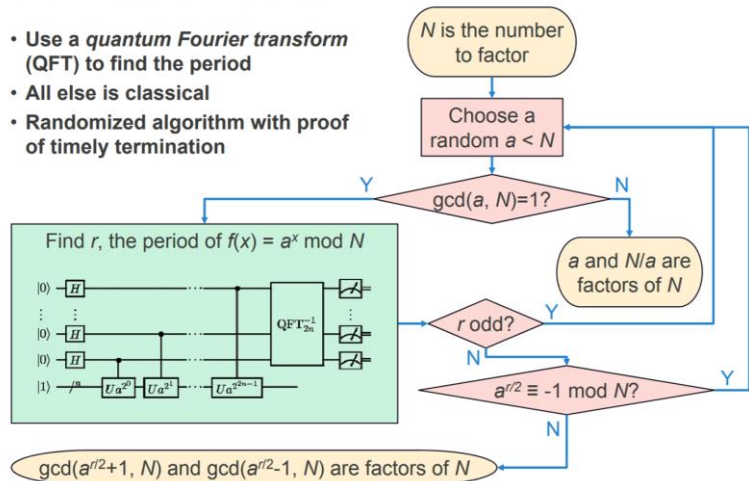 • Use a quantum Fourier transform
(QFT) to find the period
• All else is classical
• Randomized algorithm with proof
of timely termination
N is the number
to factor
Choose a
random a < N
gcd(a, N)=1?
Y
N
a and N/a are
factors of N
Find r, the period of f(x) = aˣ mod N
|0⟩ H
⋮ ⋮ ⋮
|0⟩ H
|0⟩ H
QFT₂ₙ⁻¹
|1⟩ n Ua^{2^0} Ua^{2^1} ⋯ Ua^{2^{2n−1}}
r odd?
Y
N
a^{r/2} ≡ -1 mod N?
Y
N
gcd(a^{r/2}+1, N) and gcd(a^{r/2}-1, N) are factors of N